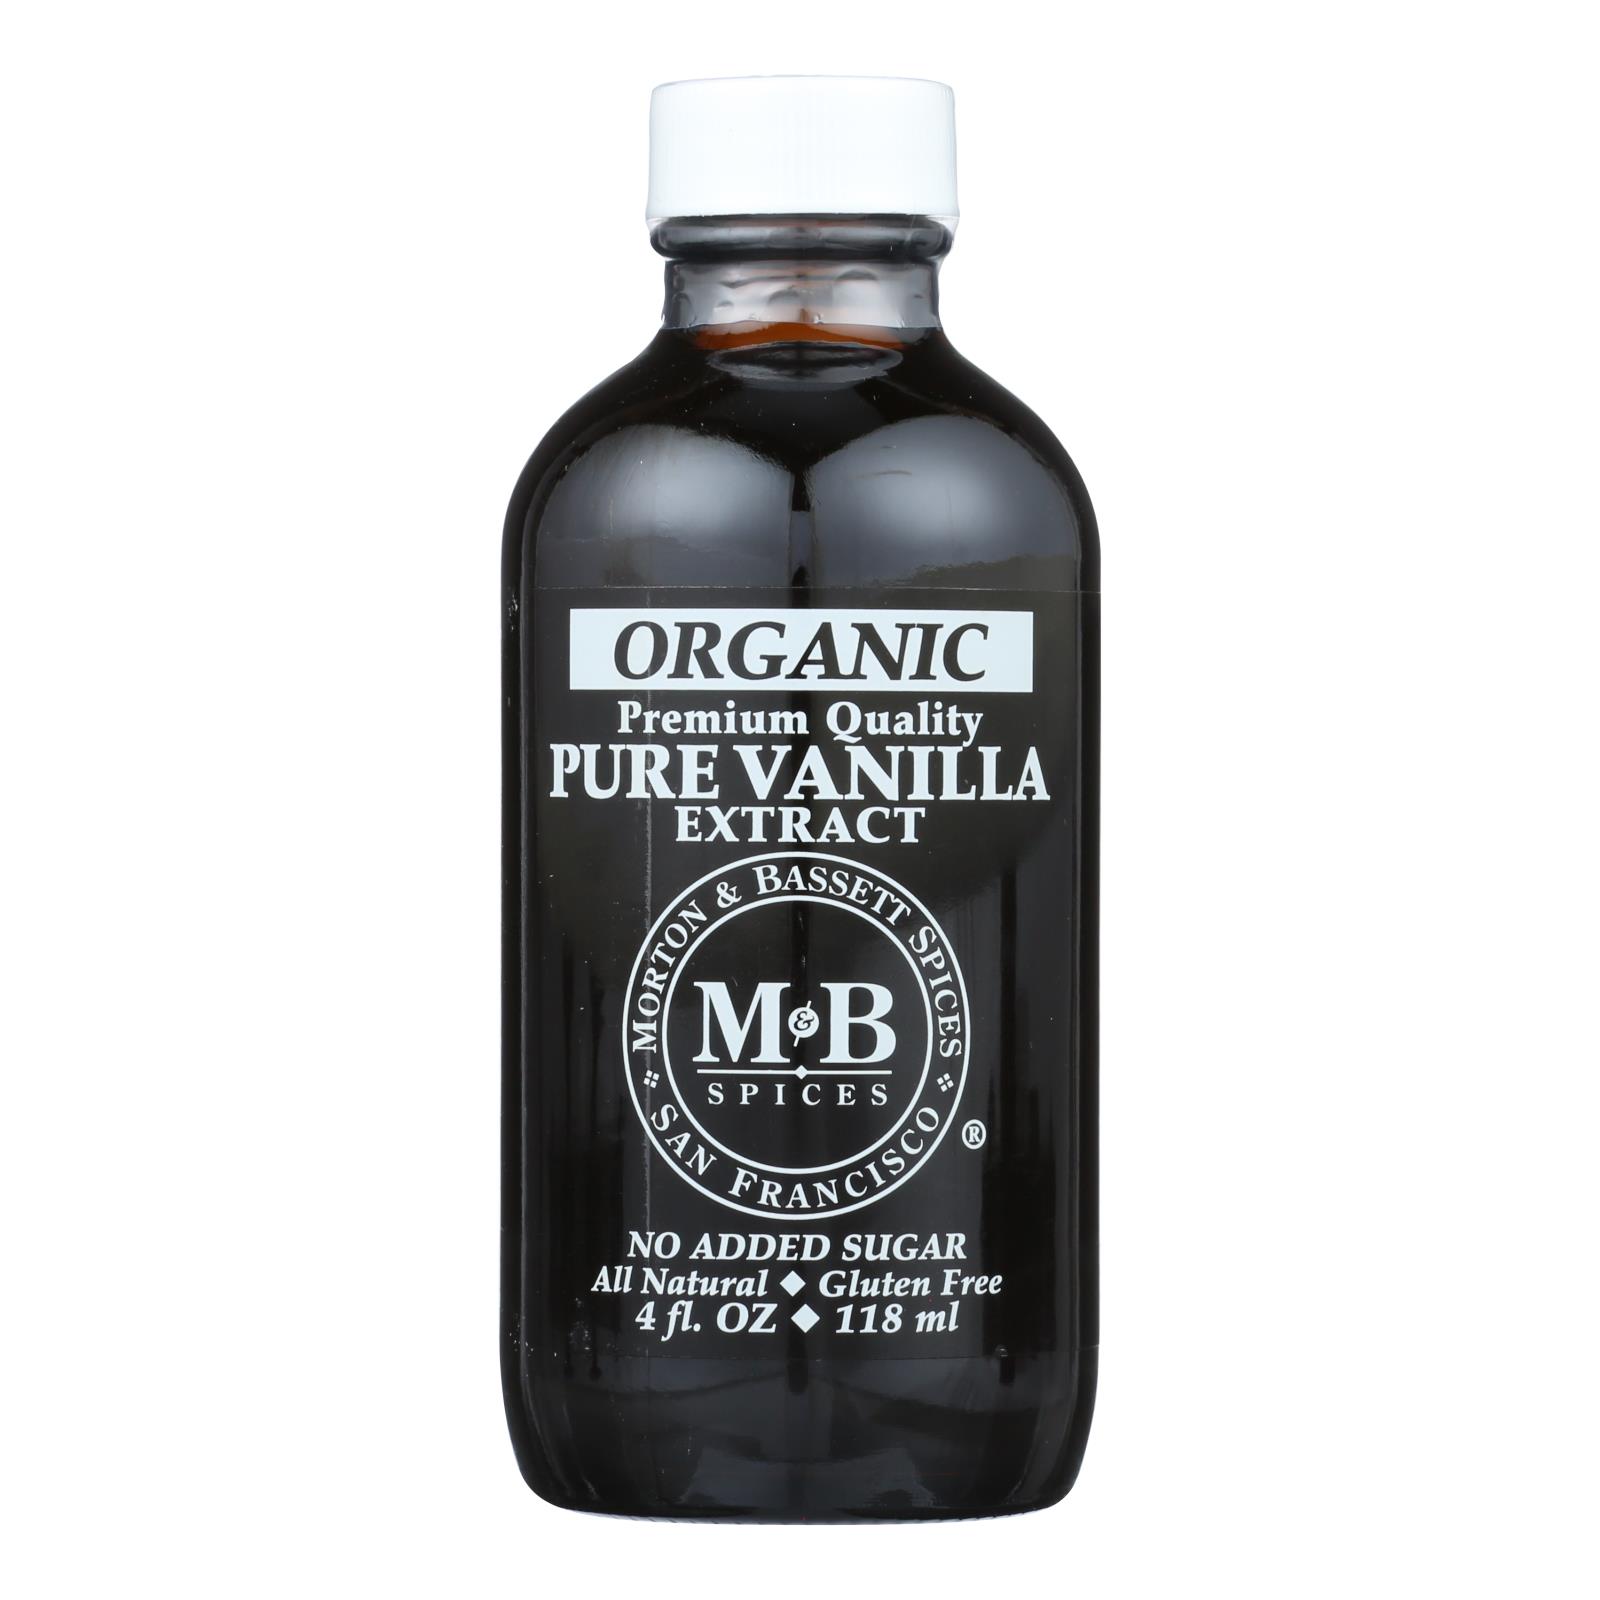 ORGANIC
Premium Quality
PURE VANILLA
EXTRACT
MORTON & BASSETT SPICES
M&B
SPICES
SAN FRANCISCO
®
NO ADDED SUGAR
All Natural ◆ Gluten Free
4 fl. OZ ◆ 118 ml